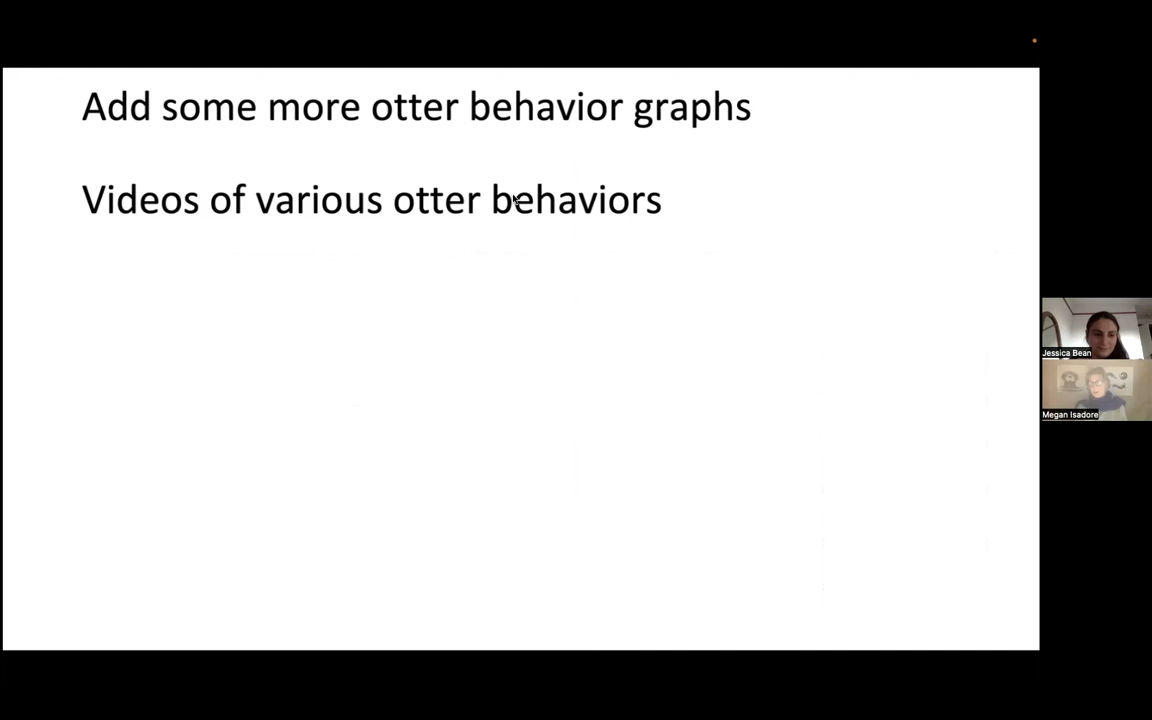 Add some more otter behavior graphs
Videos of various otter behaviors
Jessica Bean
Megan Isadore